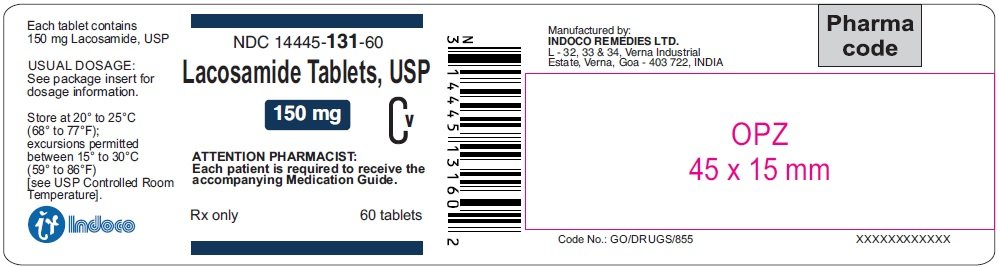 Each tablet contains
150 mg Lacosamide, USP
USUAL DOSAGE:
See package insert for
dosage information.
Store at 20° to 25°C
(68° to 77°F);
excursions permitted
between 15° to 30°C
(59° to 86°F)
[see USP Controlled Room
Temperature].
Indoco
NDC 14445-131-60
Lacosamide Tablets, USP
150 mg
CV
ATTENTION PHARMACIST:
Each patient is required to receive the
accompanying Medication Guide.
Rx only 60 tablets
N
3 14445 13160 2
Manufactured by:
INDOCO REMEDIES LTD.
L - 32, 33 & 34, Verna Industrial
Estate, Verna, Goa - 403 722, INDIA
Pharma
code
OPZ
45 x 15 mm
Code No.: GO/DRUGS/855 XXXXXXXXXXXX